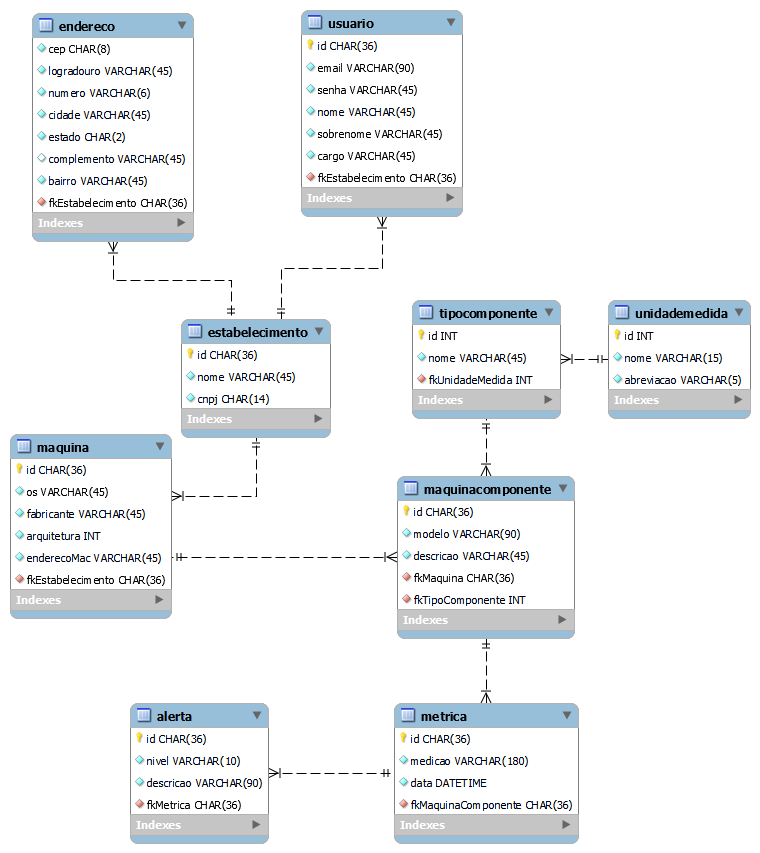 endereco
cep CHAR(8)
logradouro VARCHAR(45)
numero VARCHAR(6)
cidade VARCHAR(45)
estado CHAR(2)
complemento VARCHAR(45)
bairro VARCHAR(45)
fkEstabelecimento CHAR(36)
Indexes
usuario
id CHAR(36)
email VARCHAR(90)
senha VARCHAR(45)
nome VARCHAR(45)
sobrenome VARCHAR(45)
cargo VARCHAR(45)
fkEstabelecimento CHAR(36)
Indexes
estabelecimento
id CHAR(36)
nome VARCHAR(45)
cnpj CHAR(14)
Indexes
tipocomponente
id INT
nome VARCHAR(45)
fkUnidadeMedida INT
Indexes
unidademedida
id INT
nome VARCHAR(15)
abreviacao VARCHAR(5)
Indexes
maquina
id CHAR(36)
os VARCHAR(45)
fabricante VARCHAR(45)
arquitetura INT
enderecoMac VARCHAR(45)
fkEstabelecimento CHAR(36)
Indexes
maquinacomponente
id CHAR(36)
modelo VARCHAR(90)
descricao VARCHAR(45)
fkMaquina CHAR(36)
fkTipoComponente INT
Indexes
alerta
id CHAR(36)
nivel VARCHAR(10)
descricao VARCHAR(90)
fkMetrica CHAR(36)
Indexes
metrica
id CHAR(36)
medicao VARCHAR(180)
data DATETIME
fkMaquinaComponente CHAR(36)
Indexes